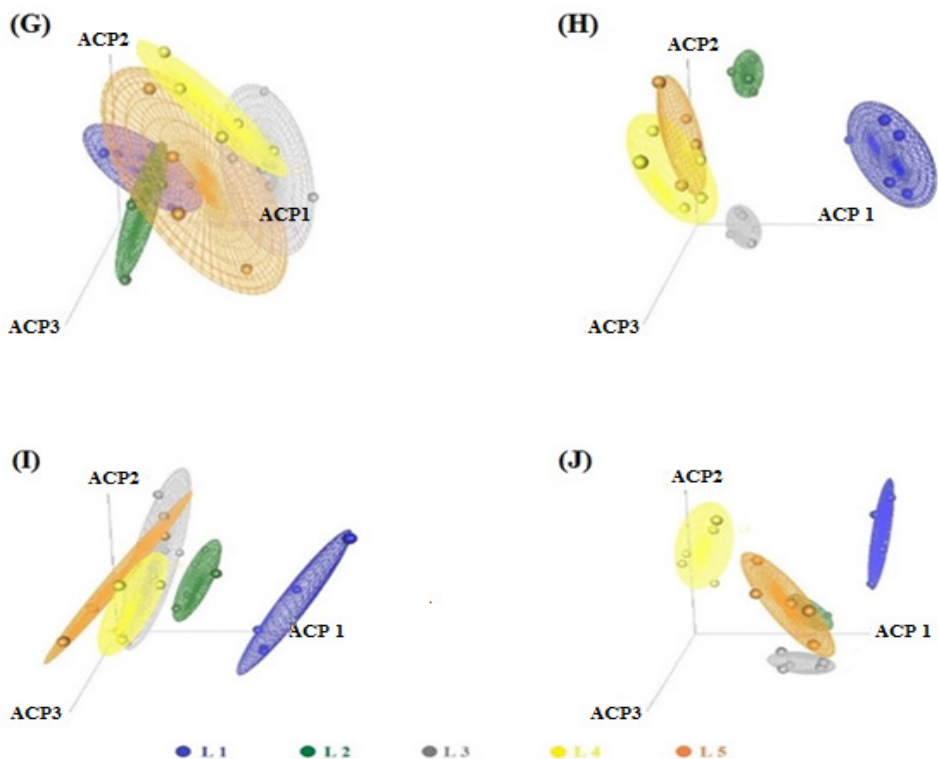 (G)
ACP2
ACP1
ACP3
(H)
ACP2
ACP 1
ACP3
(I)
ACP2
ACP 1
ACP3
(J)
ACP2
ACP 1
ACP3
L 1 L 2 L 3 L 4 L 5